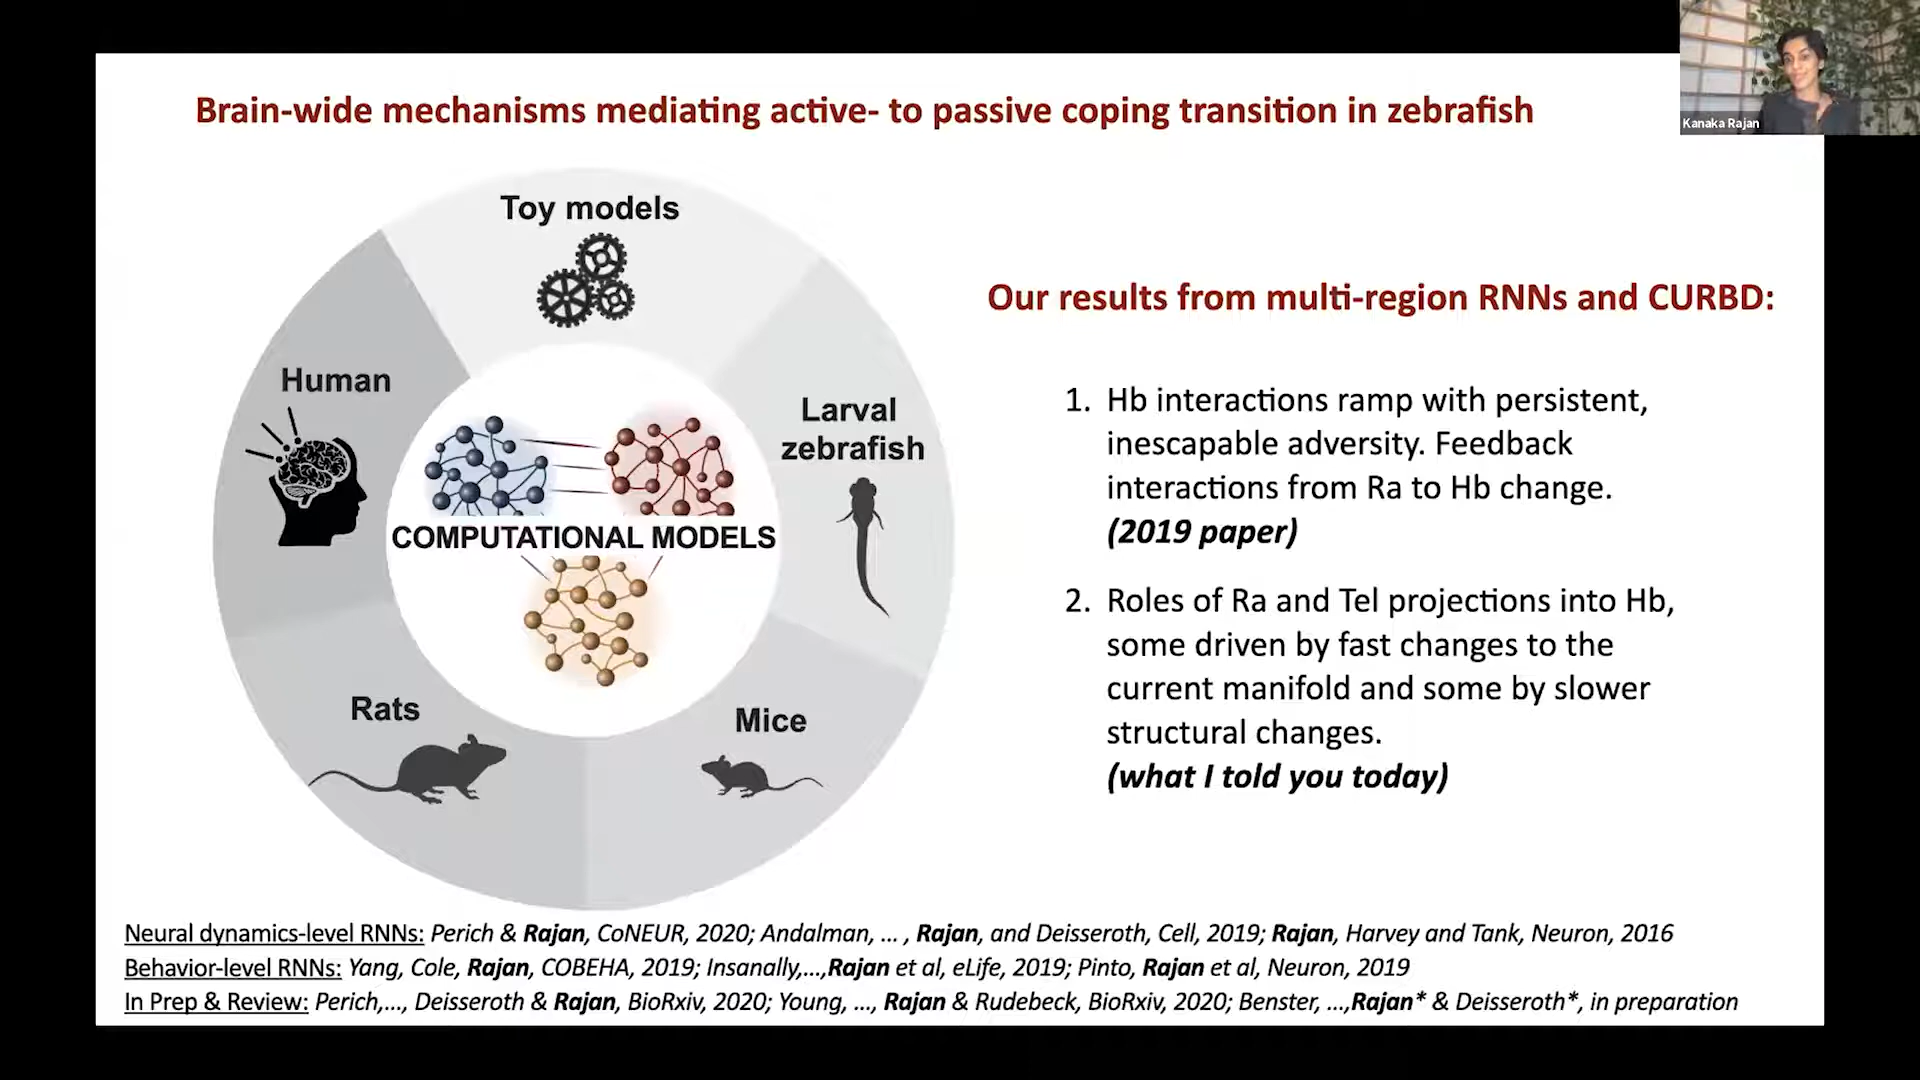 Kanaka Rajan
Brain-wide mechanisms mediating active- to passive coping transition in zebrafish
Toy models
Human
Larval
zebrafish
COMPUTATIONAL MODELS
Rats
Mice
Our results from multi-region RNNs and CURBD:
1. Hb interactions ramp with persistent,
inescapable adversity. Feedback
interactions from Ra to Hb change.
(2019 paper)
2. Roles of Ra and Tel projections into Hb,
some driven by fast changes to the
current manifold and some by slower
structural changes.
(what I told you today)
Neural dynamics-level RNNs: Perich & Rajan, CoNEUR, 2020; Andalman, ... , Rajan, and Deisseroth, Cell, 2019; Rajan, Harvey and Tank, Neuron, 2016
Behavior-level RNNs: Yang, Cole, Rajan, COBEHA, 2019; Insanally,...,Rajan et al, eLife, 2019; Pinto, Rajan et al, Neuron, 2019
In Prep & Review: Perich,..., Deisseroth & Rajan, BioRxiv, 2020; Young, ..., Rajan & Rudebeck, BioRxiv, 2020; Benster, ...,Rajan* & Deisseroth*, in preparation